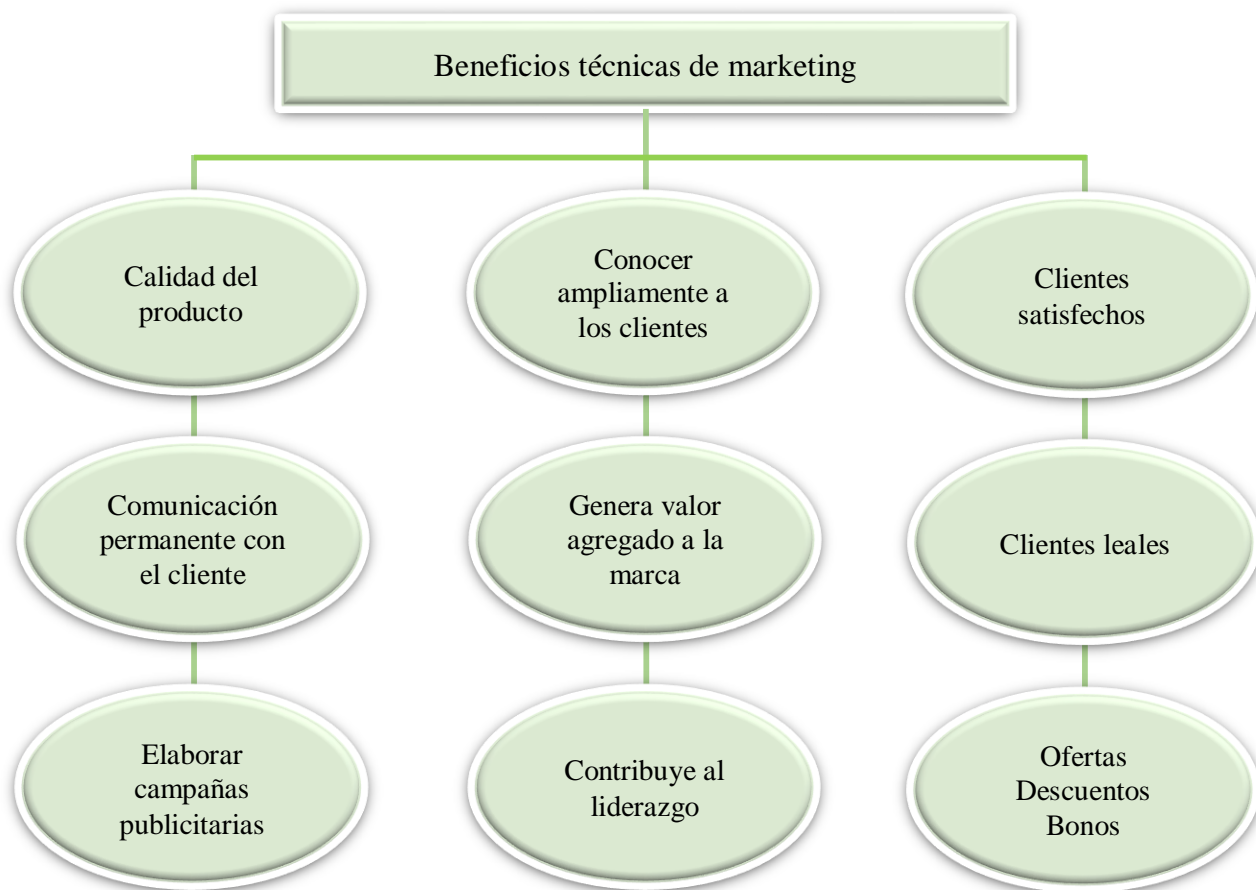 Beneficios técnicas de marketing
Calidad del
producto
Conocer
ampliamente a
los clientes
Clientes
satisfechos
Comunicación
permanente con
el cliente
Genera valor
agregado a la
marca
Clientes leales
Elaborar
campañas
publicitarias
Contribuye al
liderazgo
Ofertas
Descuentos
Bonos